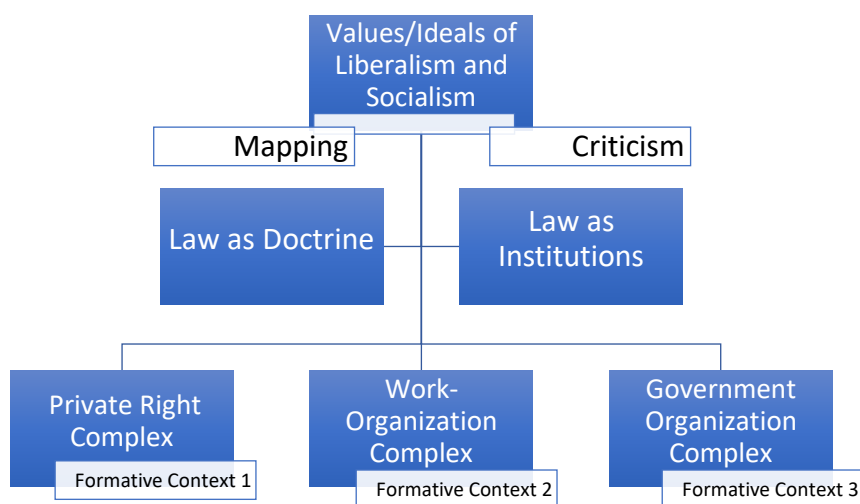 Values/Ideals of
Liberalism and
Socialism
Mapping
Criticism
Law as Doctrine
Law as
Institutions
Private Right
Complex
Formative Context 1
Work-
Organization
Complex
Formative Context 2
Government
Organization
Complex
Formative Context 3